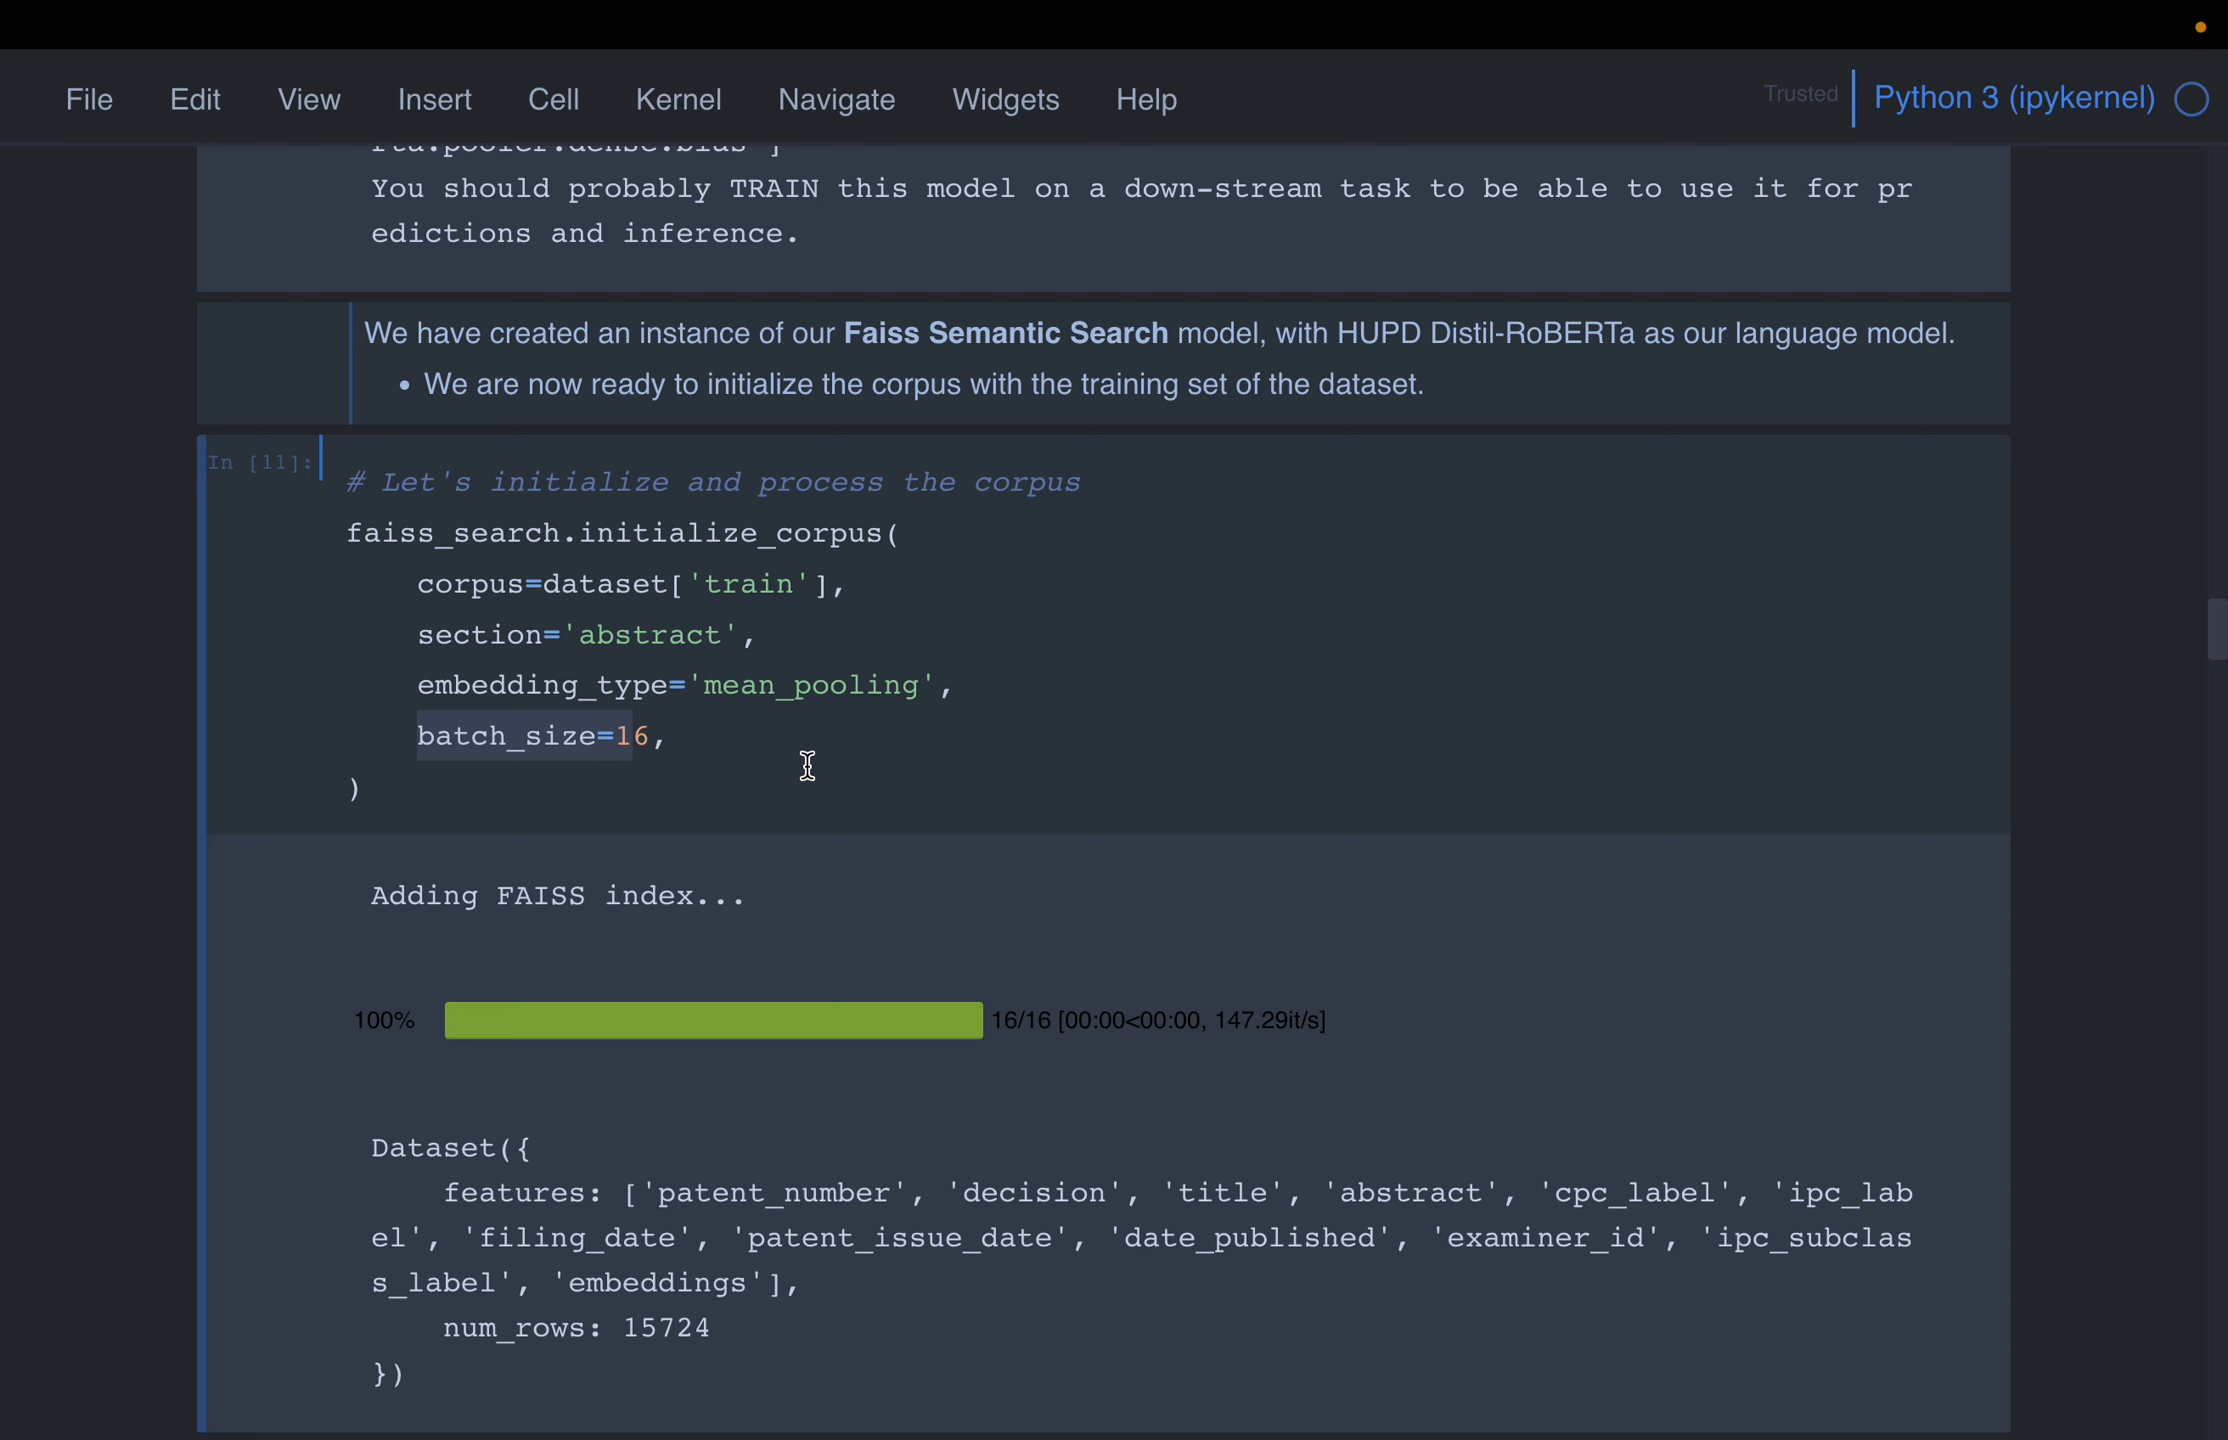 File Edit View Insert Cell Kernel Navigate Widgets Help Trusted Python 3 (ipykernel)
rta.pooler.dense.bias']
You should probably TRAIN this model on a down-stream task to be able to use it for pr
edictions and inference.
We have created an instance of our Faiss Semantic Search model, with HUPD Distil-RoBERTa as our language model.
• We are now ready to initialize the corpus with the training set of the dataset.
In [11]:
# Let's initialize and process the corpus
faiss_search.initialize_corpus(
    corpus=dataset['train'],
    section='abstract',
    embedding_type='mean_pooling',
    batch_size=16,
)
Adding FAISS index...
100% 16/16 [00:00<00:00, 147.29it/s]
Dataset({
    features: ['patent_number', 'decision', 'title', 'abstract', 'cpc_label', 'ipc_lab
el', 'filing_date', 'patent_issue_date', 'date_published', 'examiner_id', 'ipc_subclas
s_label', 'embeddings'],
    num_rows: 15724
})